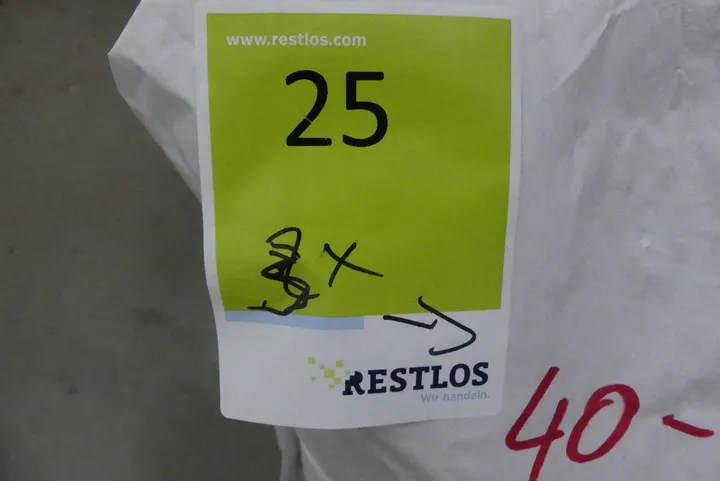 www.restlos.com
25
x
RESTLOS
Wir handeln.
40-